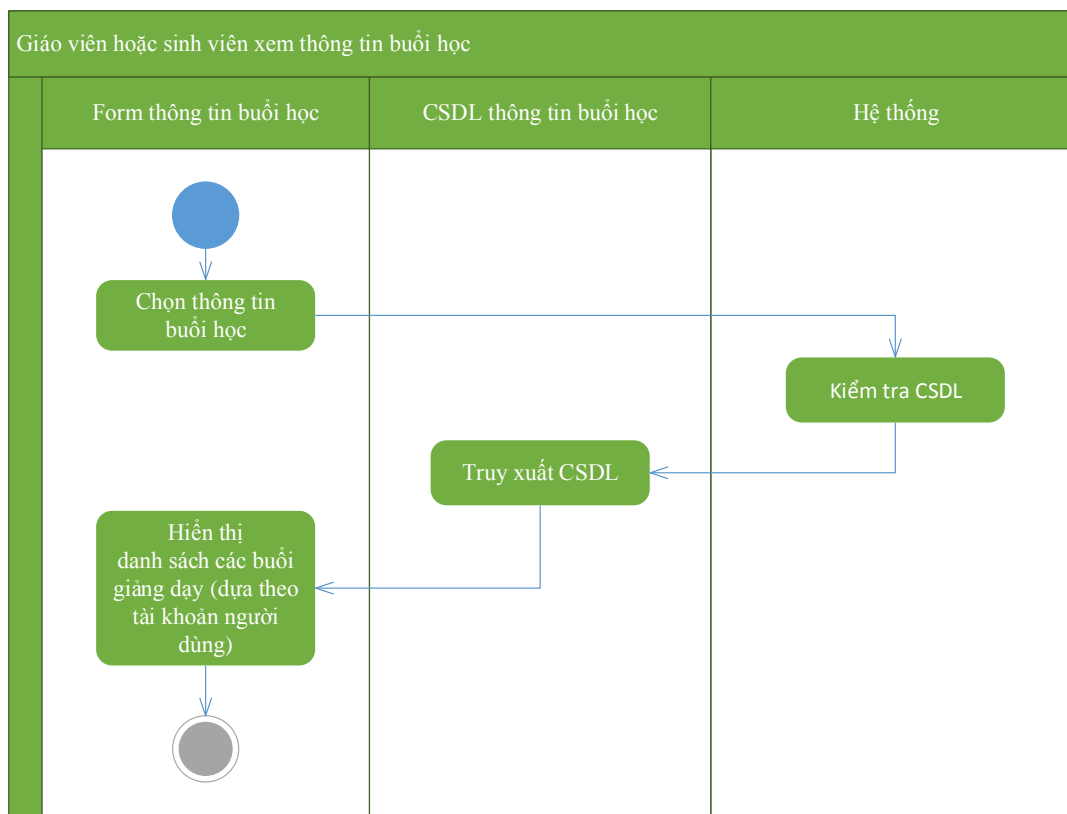 Giáo viên hoặc sinh viên xem thông tin buổi học
Form thông tin buổi học
CSDL thông tin buổi học
Hệ thống
Chọn thông tin
buổi học
Kiểm tra CSDL
Truy xuất CSDL
Hiển thị
danh sách các buổi
giảng dạy (dựa theo
tài khoản người
dùng)